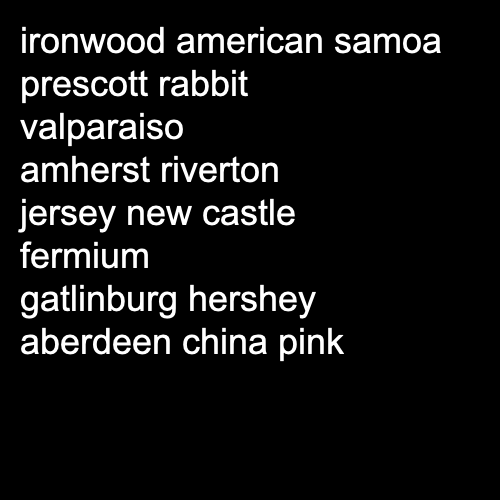 ironwood american samoa
prescott rabbit
valparaiso
amherst riverton
jersey new castle
fermium
gatlinburg hershey
aberdeen china pink